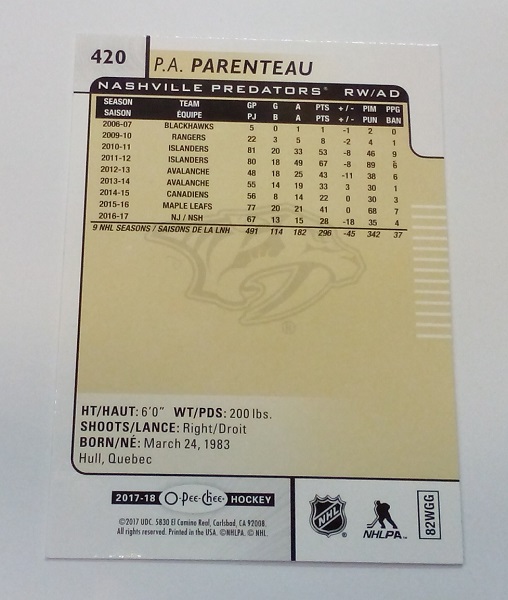 420
P.A. PARENTEAU
NASHVILLE PREDATORS® RW/AD
SEASON TEAM GP G A PTS + / - PIM PPG
SAISON ÉQUIPE PJ B A PTS + / - PUN BAN
2006-07 BLACKHAWKS 5 0 1 1 -1 2 0
2009-10 RANGERS 22 3 5 8 -2 4 1
2010-11 ISLANDERS 81 20 33 53 -8 46 9
2011-12 ISLANDERS 80 18 49 67 -8 89 6
2012-13 AVALANCHE 48 18 25 43 -11 38 6
2013-14 AVALANCHE 55 14 19 33 3 30 1
2014-15 CANADIENS 56 8 14 22 0 30 3
2015-16 MAPLE LEAFS 77 20 21 41 0 68 7
2016-17 NJ / NSH 67 13 15 28 -18 35 4
9 NHL SEASONS / SAISONS DE LA LNH 491 114 182 296 -45 342 37
®
HT/HAUT: 6'0" WT/PDS: 200 lbs.
SHOOTS/LANCE: Right/Droit
BORN/NÉ: March 24, 1983
Hull, Quebec
2017-18 O-Pee-Chee HOCKEY
©2017 UDC. 5830 El Camino Real, Carlsbad, CA 92008.
All rights reserved. Printed in the USA. ©NHLPA. © NHL.
NHL
NHLPA
82WGG